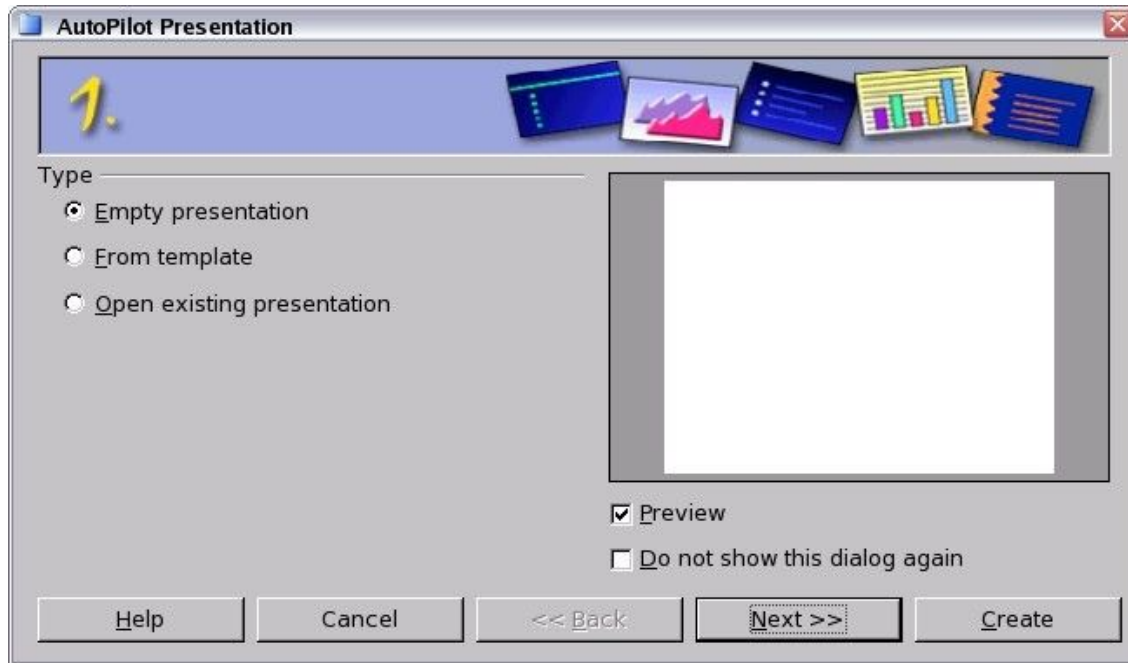 AutoPilot Presentation
1.
Type
Empty presentation
From template
Open existing presentation
Preview
Do not show this dialog again
Help
Cancel
<< Back
Next >>
Create